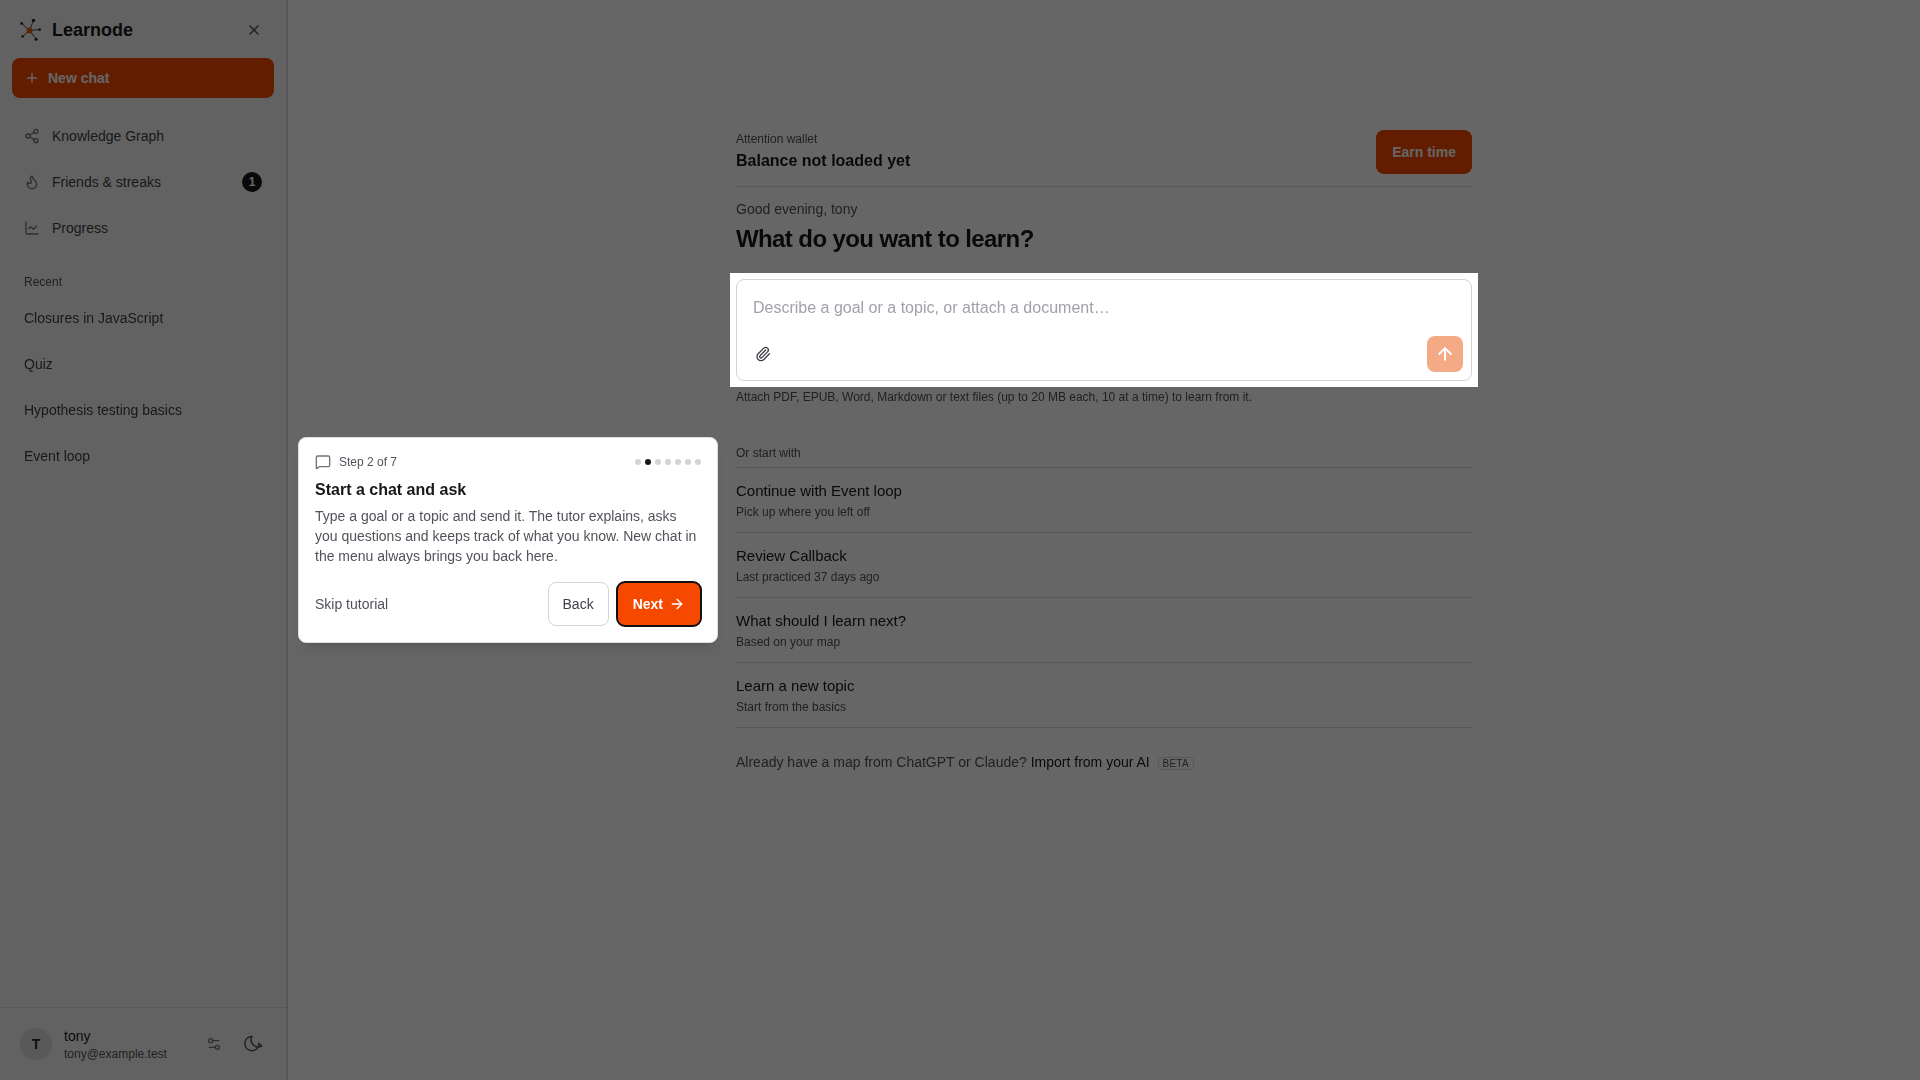 Learnode
New chat
Knowledge Graph
Friends & streaks
1
Progress
Recent
Closures in JavaScript
Quiz
Hypothesis testing basics
Event loop
T
tony
tony@example.test
Attention wallet
Balance not loaded yet
Earn time
Good evening, tony
What do you want to learn?
Describe a goal or a topic, or attach a document…
Attach PDF, EPUB, Word, Markdown or text files (up to 20 MB each, 10 at a time) to learn from it.
Step 2 of 7
Start a chat and ask
Type a goal or a topic and send it. The tutor explains, asks
you questions and keeps track of what you know. New chat in
the menu always brings you back here.
Skip tutorial
Back
Next
Or start with
Continue with Event loop
Pick up where you left off
Review Callback
Last practiced 37 days ago
What should I learn next?
Based on your map
Learn a new topic
Start from the basics
Already have a map from ChatGPT or Claude? Import from your AI BETA